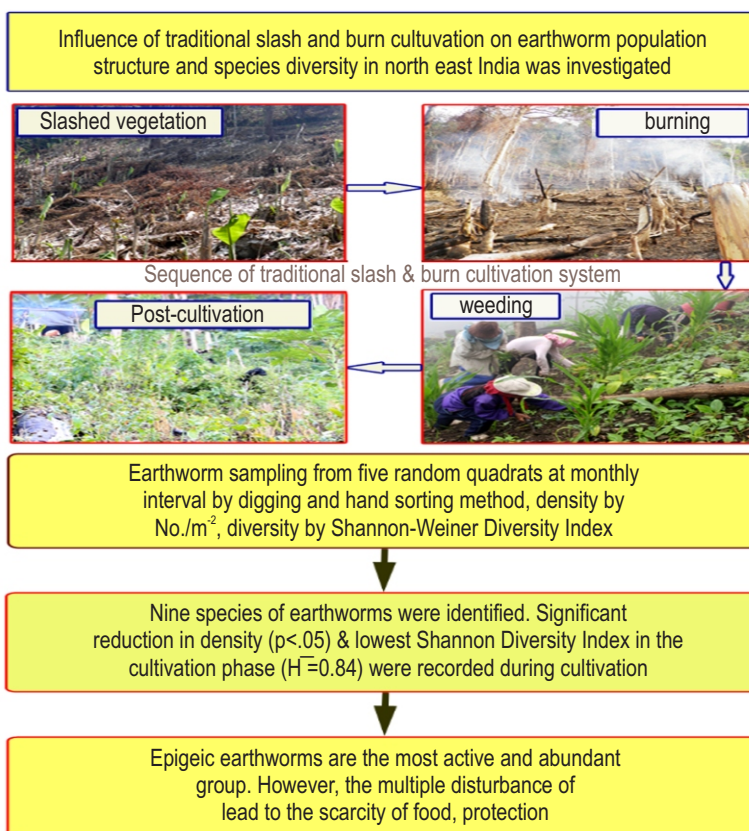 Influence of traditional slash and burn cultuvation on earthworm population
structure and species diversity in north east India was investigated
Slashed vegetation
burning
Sequence of traditional slash & burn cultivation system
Post-cultivation
weeding
Earthworm sampling from five random quadrats at monthly
interval by digging and hand sorting method, density by
No./m⁻², diversity by Shannon-Weiner Diversity Index
Nine species of earthworms were identified. Significant
reduction in density (p<.05) & lowest Shannon Diversity Index in the
cultivation phase (H¯=0.84) were recorded during cultivation
Epigeic earthworms are the most active and abundant
group. However, the multiple disturbance of
lead to the scarcity of food, protection